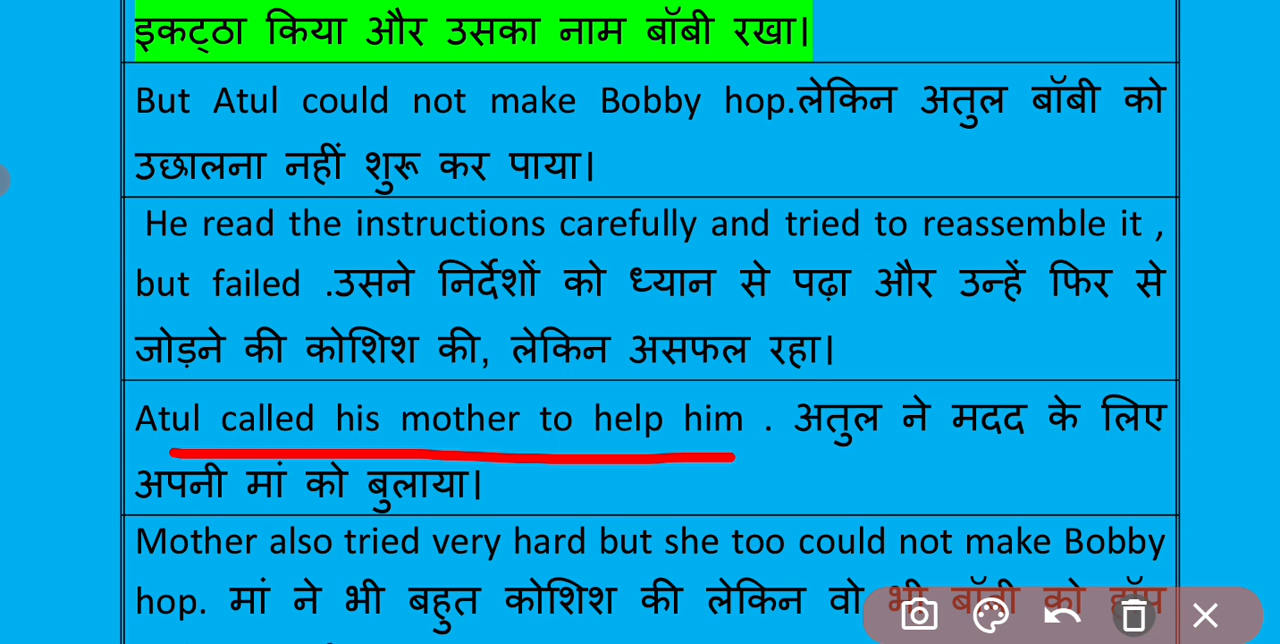 इकट्ठा किया और उसका नाम बॉबी रखा।
But Atul could not make Bobby hop.लेकिन अतुल बॉबी को
उछालना नहीं शुरू कर पाया।
He read the instructions carefully and tried to reassemble it ,
but failed .उसने निर्देशों को ध्यान से पढ़ा और उन्हें फिर से
जोड़ने की कोशिश की, लेकिन असफल रहा।
Atul called his mother to help him . अतुल ने मदद के लिए
अपनी मां को बुलाया।
Mother also tried very hard but she too could not make Bobby
hop. मां ने भी बहुत कोशिश की लेकिन वो भी बॉबी को हॉप